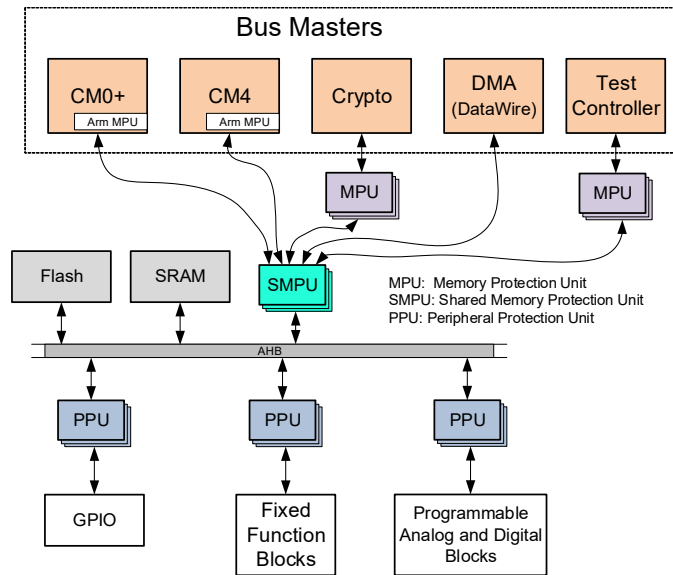 Bus Masters
CM0+
Arm MPU
CM4
Arm MPU
Crypto
DMA
(DataWire)
Test
Controller
MPU
MPU
Flash
SRAM
SMPU
MPU: Memory Protection Unit
SMPU: Shared Memory Protection Unit
PPU: Peripheral Protection Unit
AHB
PPU
PPU
PPU
GPIO
Fixed
Function
Blocks
Programmable
Analog and Digital
Blocks